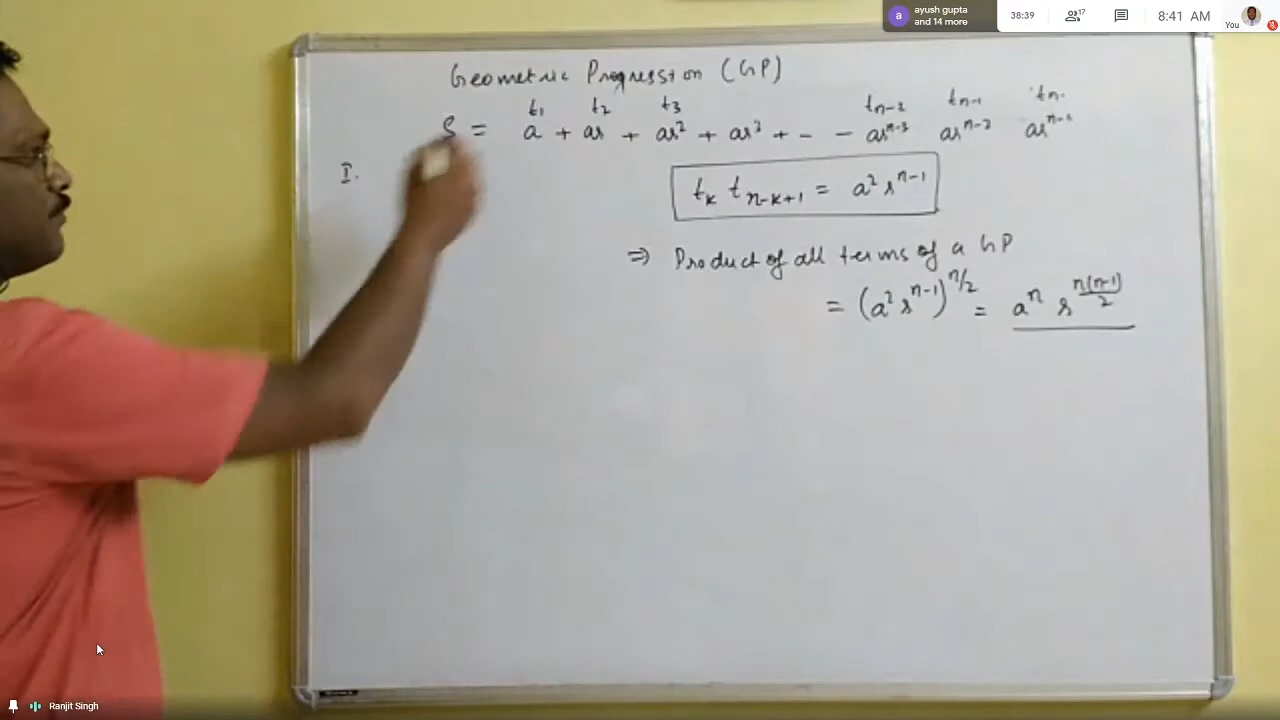 ayush gupta
and 14 more
38:39
17
8:41 AM
You
a
Geometric Progression (GP)
t₁ t₂ t₃ tₙ₋₂ tₙ₋₁ tₙ
S = a + ar + ar² + ar³ + - - arⁿ⁻³ arⁿ⁻² arⁿ⁻¹
I.
tₖ tₙ₋ₖ₊₁ = a² rⁿ⁻¹
⇒ Product of all terms of a GP
= (a² rⁿ⁻¹)^(n/2) = aⁿ r^(n(n-1)/2)
Ranjit Singh